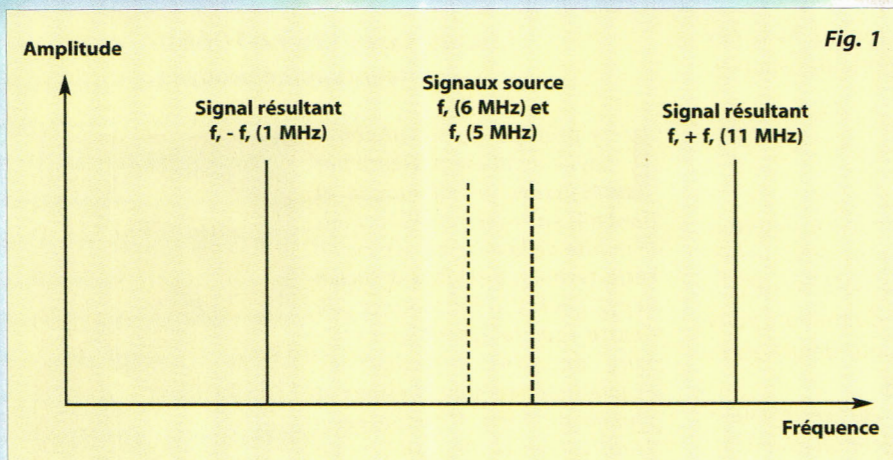 Fig. 1
Amplitude
Signaux source
f, (6 MHz) et
f, (5 MHz)
Signal résultant
f, - f, (1 MHz)
Signal résultant
f, + f, (11 MHz)
Fréquence